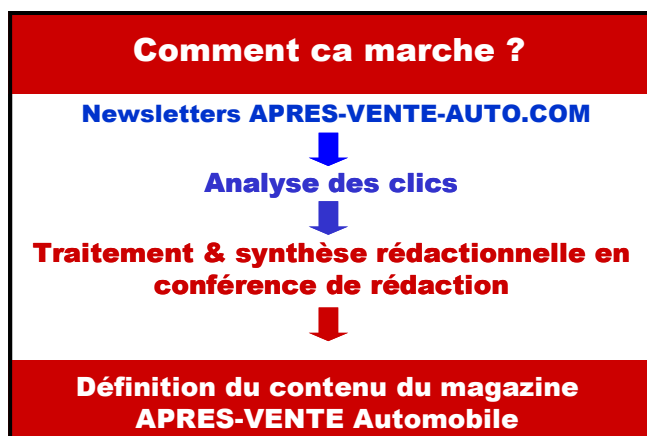 Comment ca marche ?
Newsletters APRES-VENTE-AUTO.COM
Analyse des clics
Traitement & synthèse rédactionnelle en
conférence de rédaction
Définition du contenu du magazine
APRES-VENTE Automobile